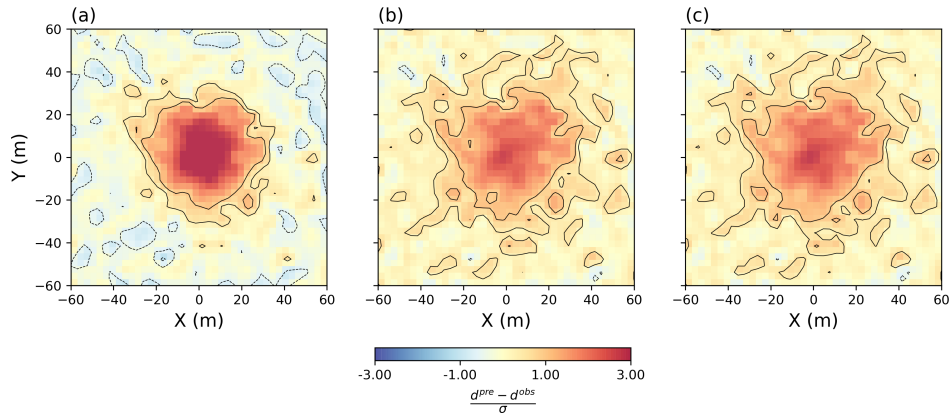 (a)
(b)
(c)
60
40
20
0
−20
−40
−60
Y (m)
−60 −40 −20 0 20 40 60
−60 −40 −20 0 20 40 60
−60 −40 −20 0 20 40 60
X (m)
X (m)
X (m)
-3.00 -1.00 1.00 3.00
d^pre − d^obs
σ